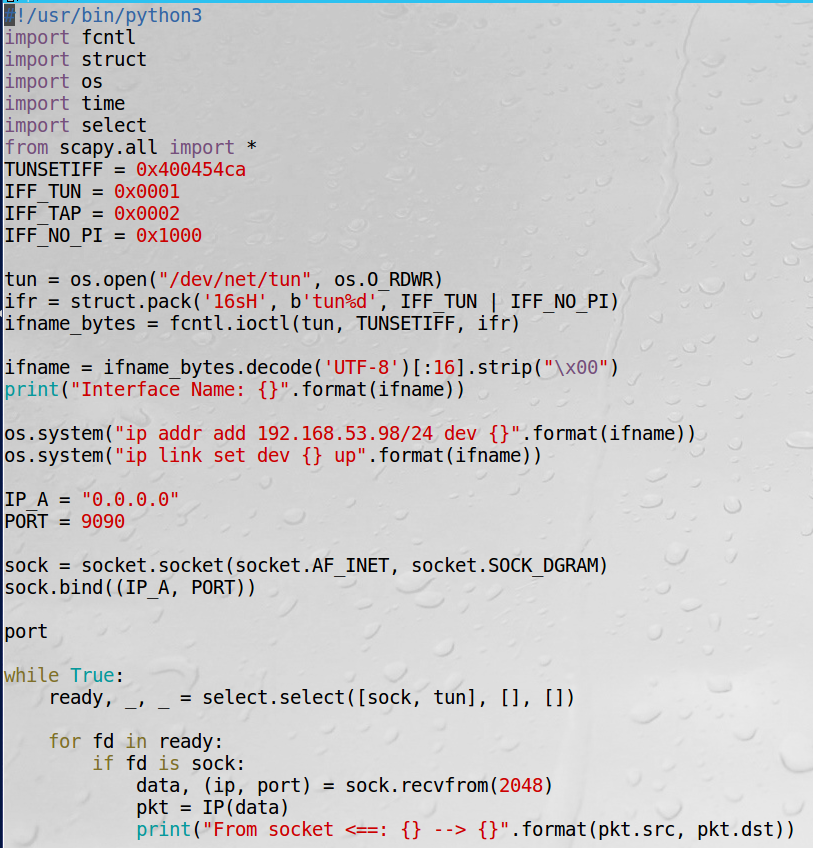 #!/usr/bin/python3
import fcntl
import struct
import os
import time
import select
from scapy.all import *
TUNSETIFF = 0x400454ca
IFF_TUN = 0x0001
IFF_TAP = 0x0002
IFF_NO_PI = 0x1000

tun = os.open("/dev/net/tun", os.O_RDWR)
ifr = struct.pack('16sH', b'tun%d', IFF_TUN | IFF_NO_PI)
ifname_bytes = fcntl.ioctl(tun, TUNSETIFF, ifr)

ifname = ifname_bytes.decode('UTF-8')[:16].strip("\x00")
print("Interface Name: {}".format(ifname))

os.system("ip addr add 192.168.53.98/24 dev {}".format(ifname))
os.system("ip link set dev {} up".format(ifname))

IP_A = "0.0.0.0"
PORT = 9090

sock = socket.socket(socket.AF_INET, socket.SOCK_DGRAM)
sock.bind((IP_A, PORT))

port

while True:
    ready, _, _ = select.select([sock, tun], [], [])

    for fd in ready:
        if fd is sock:
            data, (ip, port) = sock.recvfrom(2048)
            pkt = IP(data)
            print("From socket <==: {} --> {}".format(pkt.src, pkt.dst))